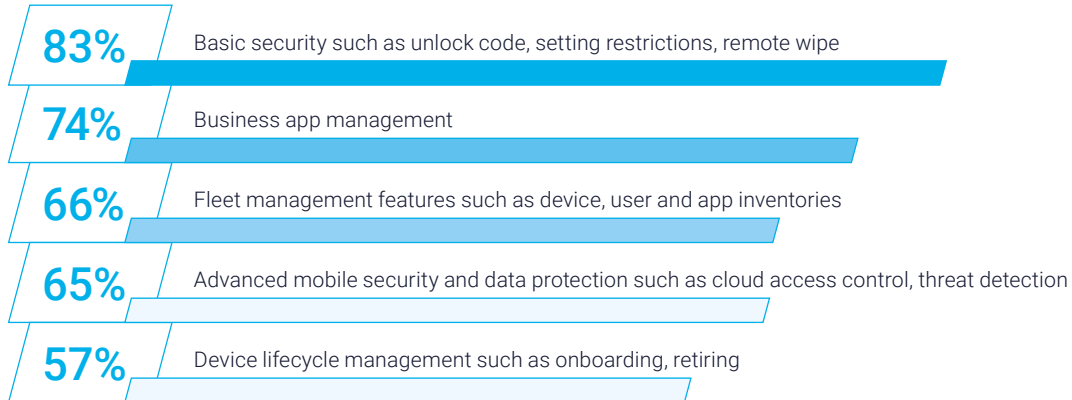 83%
Basic security such as unlock code, setting restrictions, remote wipe
74%
Business app management
66%
Fleet management features such as device, user and app inventories
65%
Advanced mobile security and data protection such as cloud access control, threat detection
57%
Device lifecycle management such as onboarding, retiring